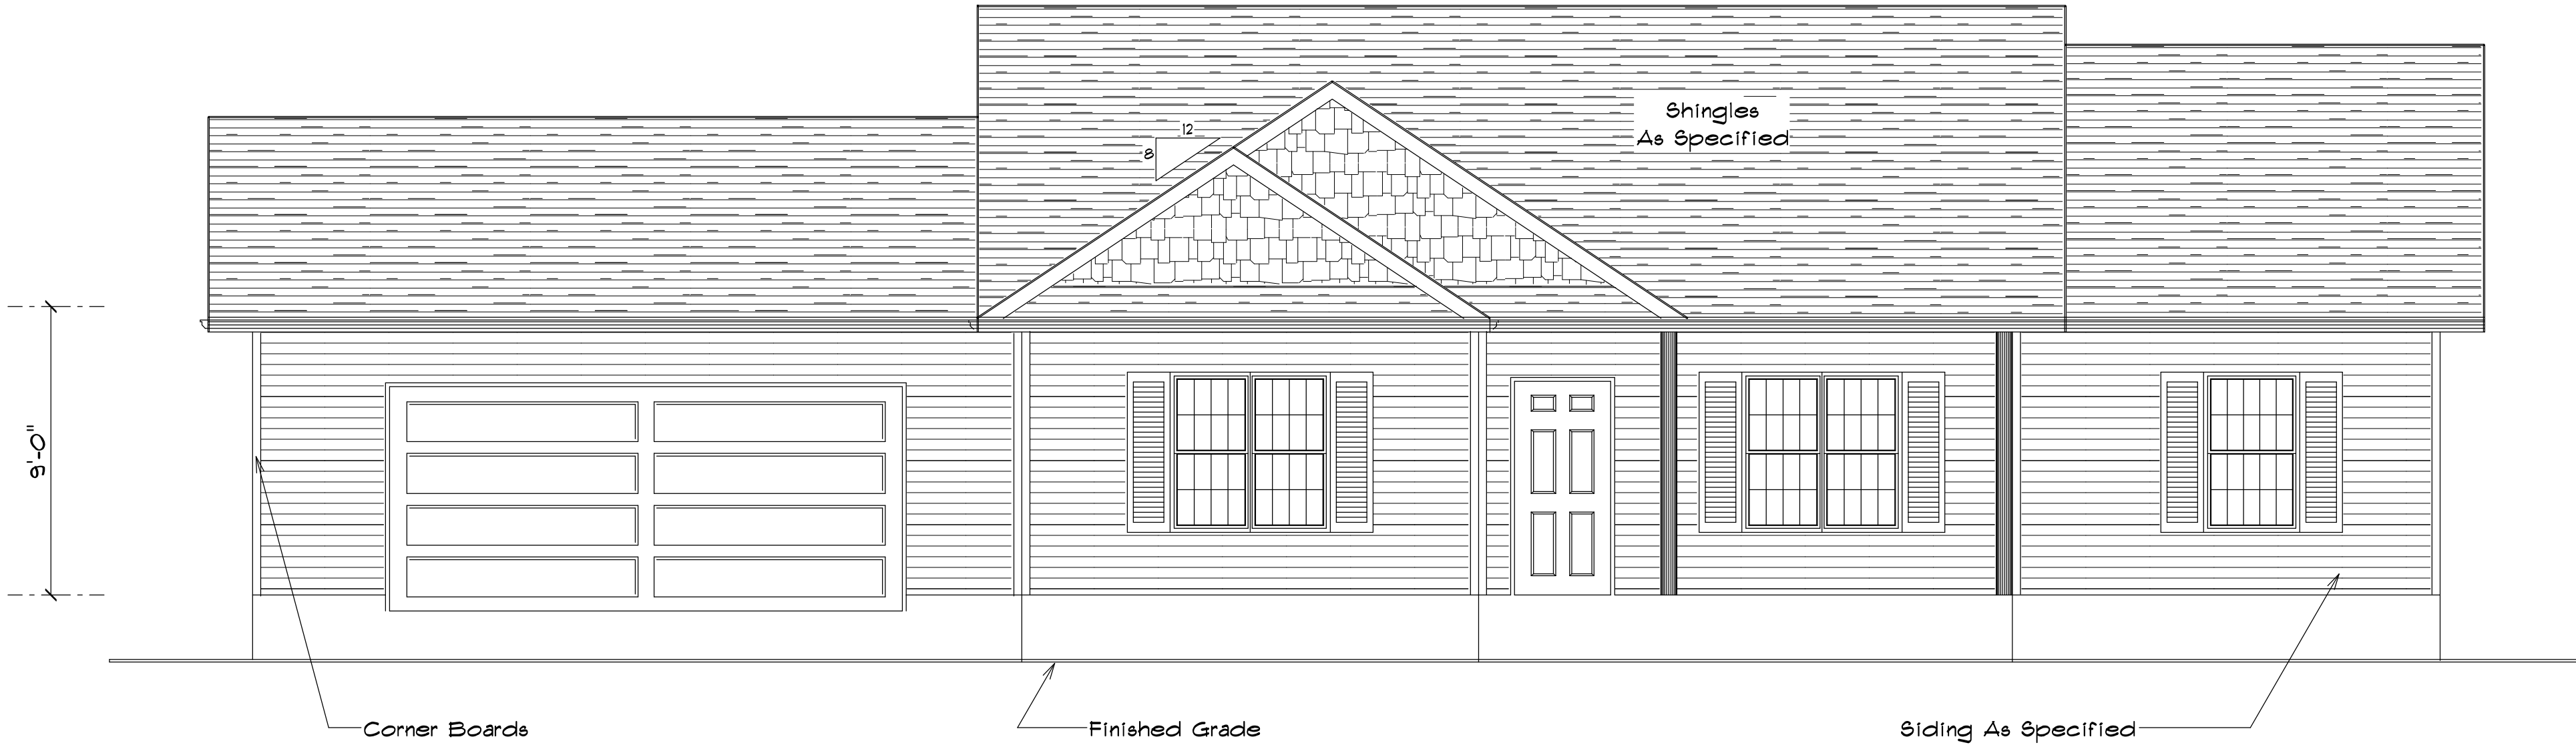 Shingles
As Specified
12
8
9'-0"
Corner Boards
Finished Grade
Siding As Specified